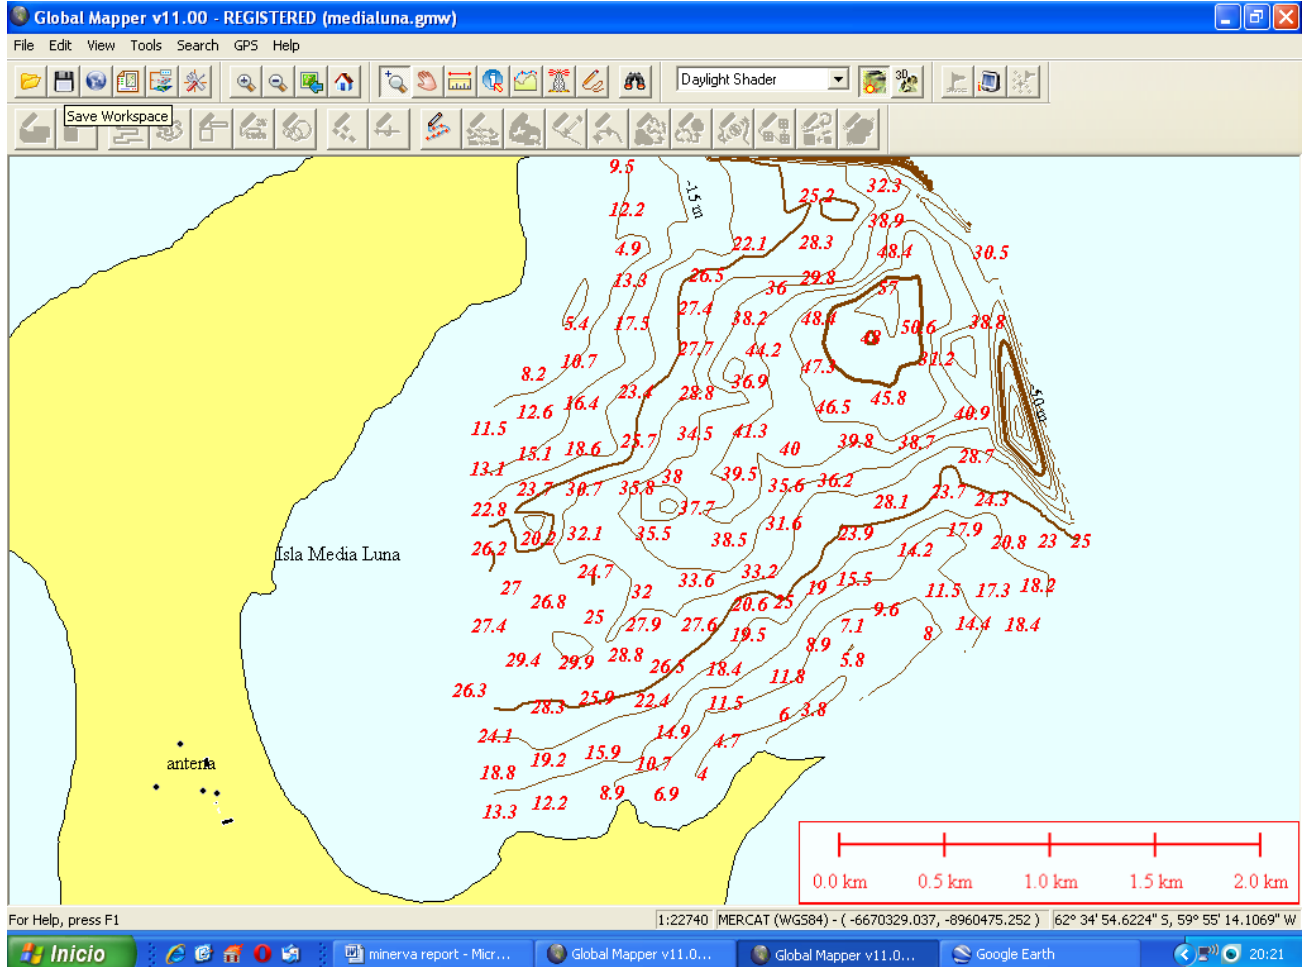 Global Mapper v11.00 - REGISTERED (medialuna.gmw)
File Edit View Tools Search GPS Help
Daylight Shader
3D
Save Workspace
9.5
-15 m
25.2 32.3
12.2
38.9
4.9 22.1 28.3 48.4 30.5
13.3 26.5 36 29.8 57
5.4 17.5 27.4 38.2 48.4 48 50.6 38.8
8.2 10.7 27.7 44.2 47.3 31.2
23.4 28.8 36.9 45.8 -50 m
11.5 12.6 16.4 46.5 40.9
13.1 15.1 18.6 25.7 34.5 41.3 40 39.8 38.7 28.7
22.8 23.7 30.7 35.8 38 39.5 35.6 36.2 28.1 23.7 24.3
37.7
26.2 20.2 32.1 35.5 38.5 31.6 23.9 14.2 17.9 20.8 23 25
Isla Media Luna
27 24.7 32 33.6 33.2 19 15.5 11.5 17.3 18.2
26.8 25 20.6 25 9.6
27.4 27.9 27.6 19.5 7.1 8 14.4 18.4
29.4 29.9 28.8 26.5 18.4 8.9 5.8
26.3 28.3 25.9 22.4 11.5 11.8
6 3.8
24.1 19.2 15.9 14.9 4.7
18.8 10.7 4
13.3 12.2 8.9 6.9
0.0 km 0.5 km 1.0 km 1.5 km 2.0 km
For Help, press F1 1:22740 MERCAT (WGS84) - ( -6670329.037, -8960475.252 ) 62° 34' 54.6224" S, 59° 55' 14.1069" W
Inicio minerva report - Micr... Global Mapper v11.0... Global Mapper v11.0... Google Earth 20:21